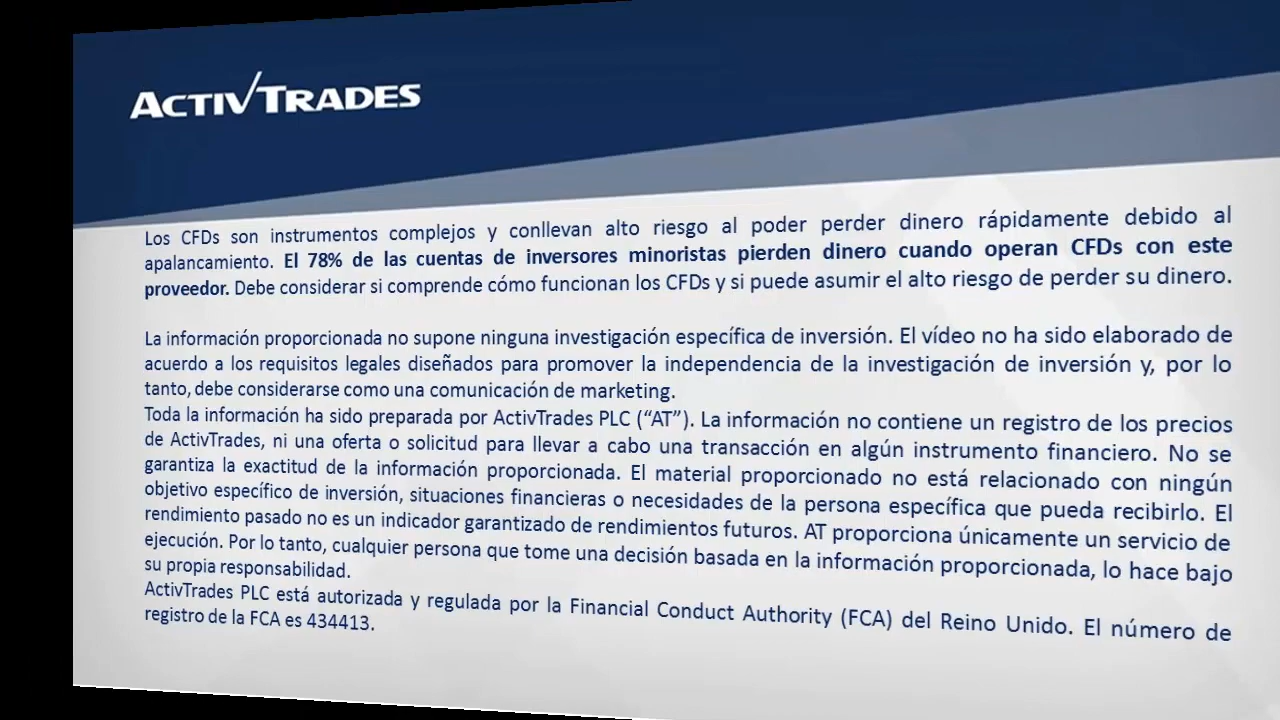 ACTIVTRADES
Los CFDs son instrumentos complejos y conllevan alto riesgo al poder perder dinero rápidamente debido al
apalancamiento. El 78% de las cuentas de inversores minoristas pierden dinero cuando operan CFDs con este
proveedor. Debe considerar si comprende cómo funcionan los CFDs y si puede asumir el alto riesgo de perder su dinero.
La información proporcionada no supone ninguna investigación específica de inversión. El vídeo no ha sido elaborado de
acuerdo a los requisitos legales diseñados para promover la independencia de la investigación de inversión y, por lo
tanto, debe considerarse como una comunicación de marketing.
Toda la información ha sido preparada por ActivTrades PLC (“AT”). La información no contiene un registro de los precios
de ActivTrades, ni una oferta o solicitud para llevar a cabo una transacción en algún instrumento financiero. No se
garantiza la exactitud de la información proporcionada. El material proporcionado no está relacionado con ningún
objetivo específico de inversión, situaciones financieras o necesidades de la persona específica que pueda recibirlo. El
rendimiento pasado no es un indicador garantizado de rendimientos futuros. AT proporciona únicamente un servicio de
ejecución. Por lo tanto, cualquier persona que tome una decisión basada en la información proporcionada, lo hace bajo
su propia responsabilidad.
ActivTrades PLC está autorizada y regulada por la Financial Conduct Authority (FCA) del Reino Unido. El número de
registro de la FCA es 434413.